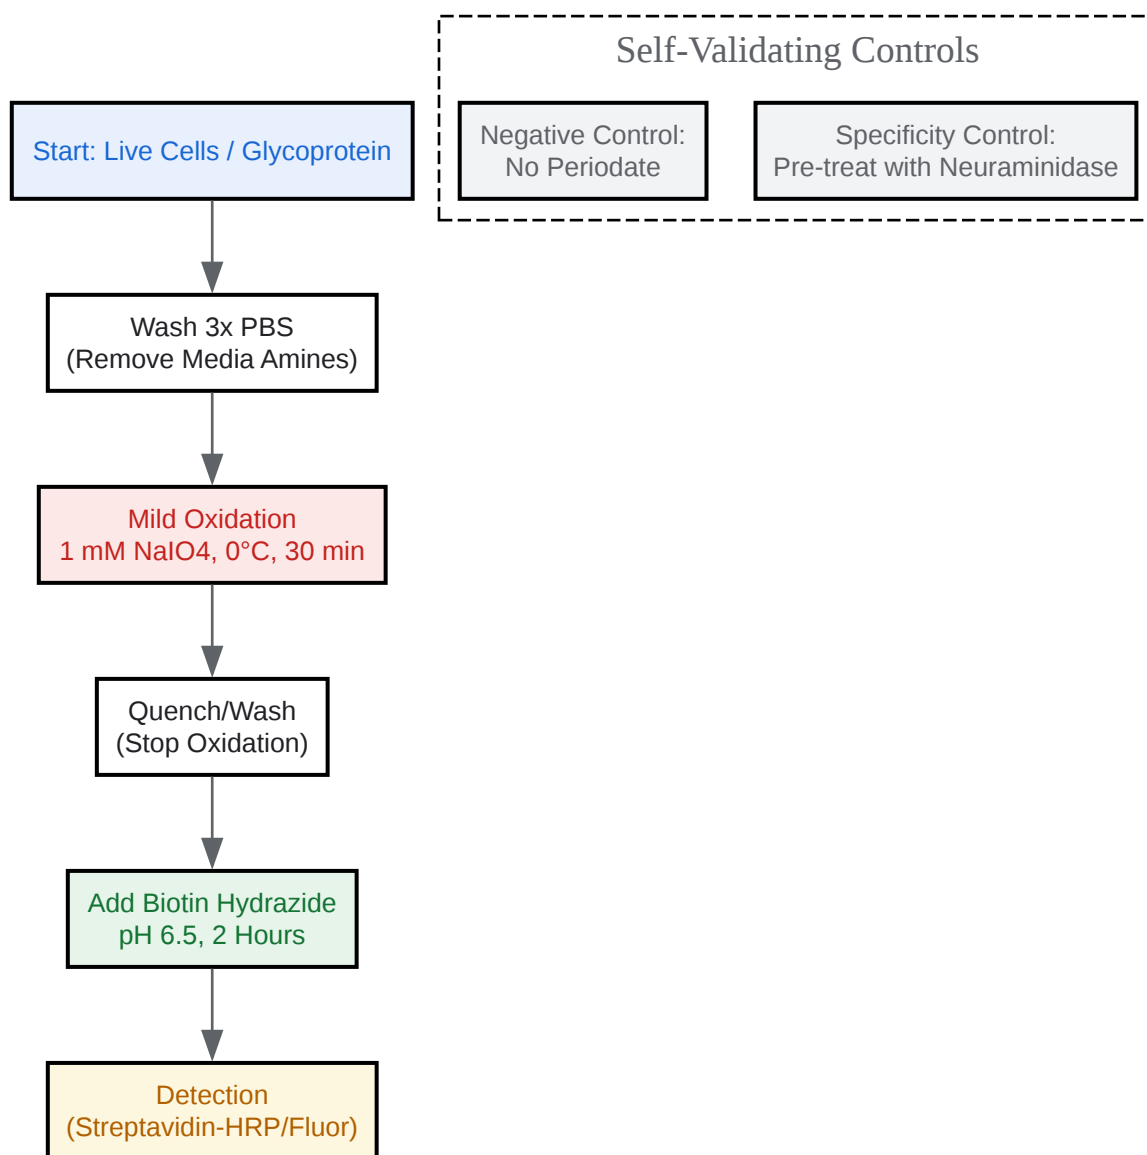 Self-Validating Controls
Start: Live Cells / Glycoprotein
Negative Control:
No Periodate
Specificity Control:
Pre-treat with Neuraminidase
Wash 3x PBS
(Remove Media Amines)
Mild Oxidation
1 mM NaIO4, 0°C, 30 min
Quench/Wash
(Stop Oxidation)
Add Biotin Hydrazide
pH 6.5, 2 Hours
Detection
(Streptavidin-HRP/Fluor)